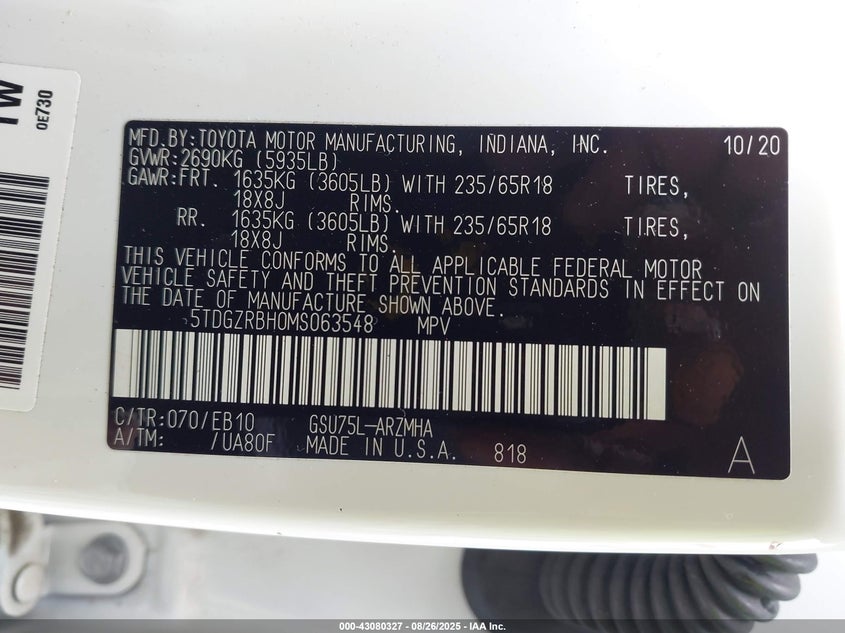 TW
0E730
MFD.BY:TOYOTA MOTOR MANUFACTURING, INDIANA, INC. 10/20
GVWR:2690KG (5935LB)
GAWR:FRT. 1635KG (3605LB) WITH 235/65R18 TIRES,
18X8J RIMS.
RR. 1635KG (3605LB) WITH 235/65R18 TIRES,
18X8J RIMS.
THIS VEHICLE CONFORMS TO ALL APPLICABLE FEDERAL MOTOR
VEHICLE SAFETY AND THEFT PREVENTION STANDARDS IN EFFECT ON
THE DATE OF MANUFACTURE SHOWN ABOVE.
5TDGZRBH0MS063548 MPV
C/TR:070/EB10 GSU75L-ARZMHA
A/TM: /UA80F MADE IN U.S.A. 818 A
000-43080327 - 08/26/2025 - IAA Inc.